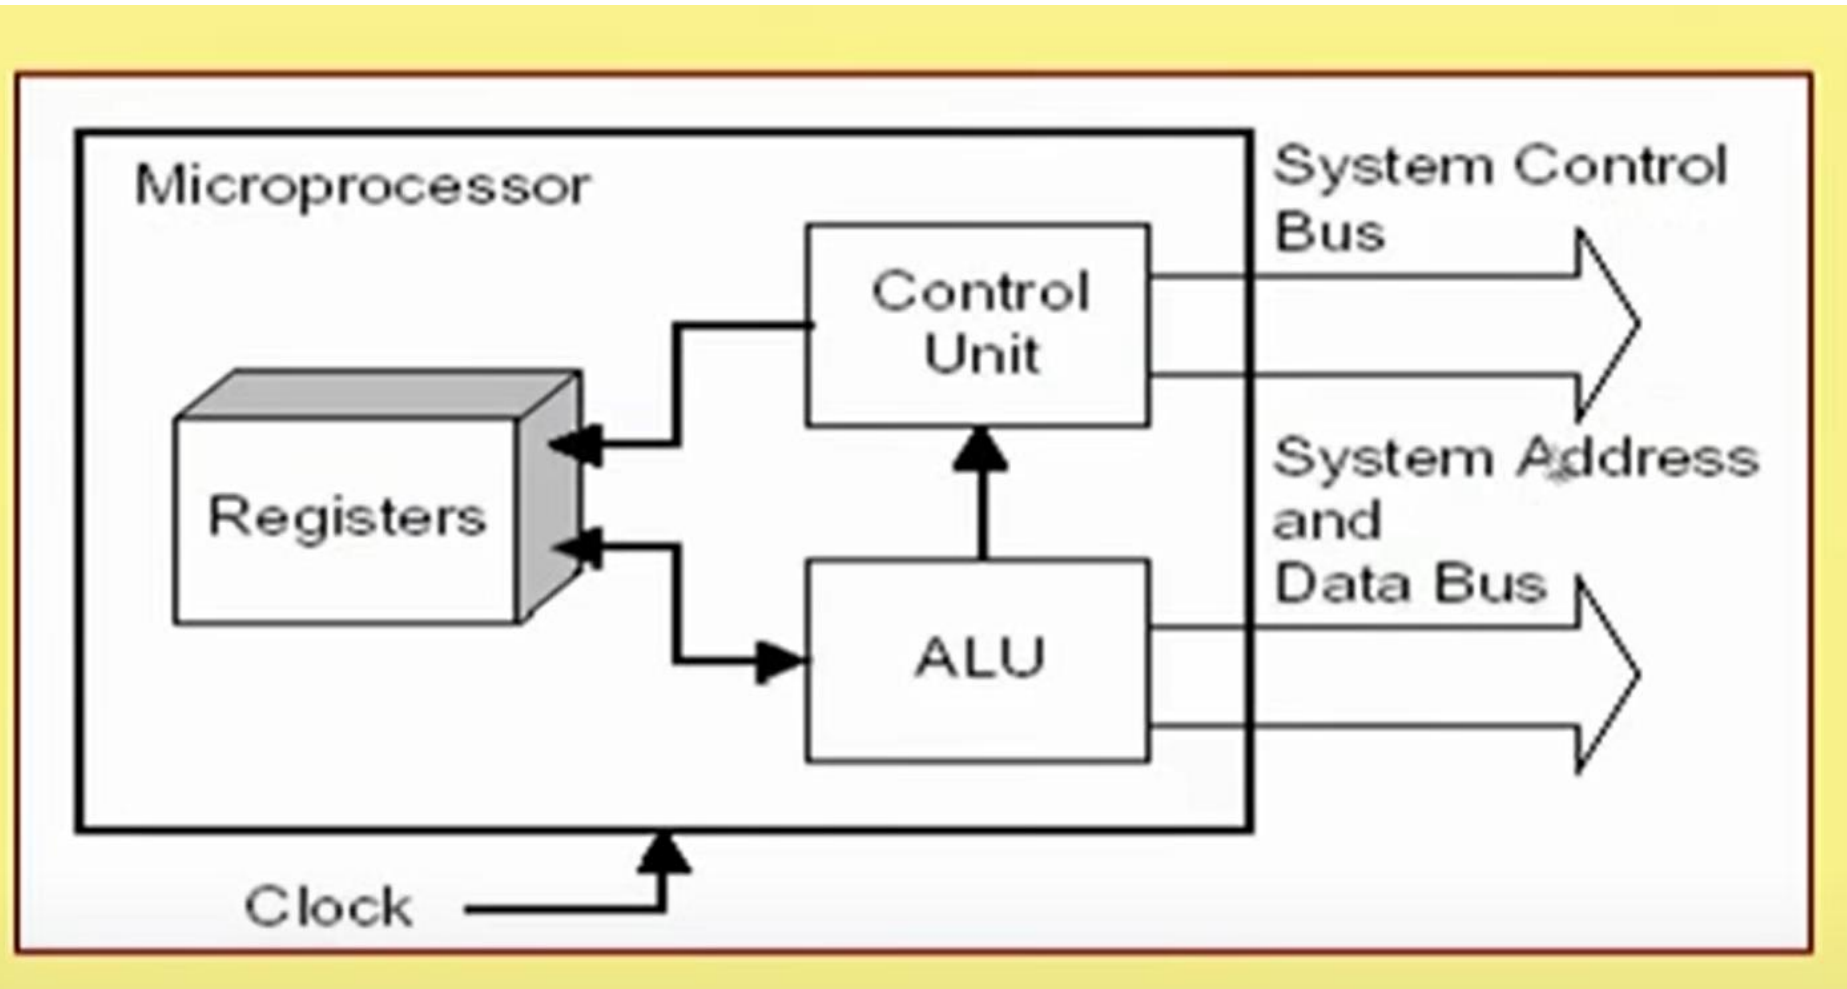 Microprocessor
System Control
Bus
Control
Unit
System Address
and
Data Bus
Registers
ALU
Clock